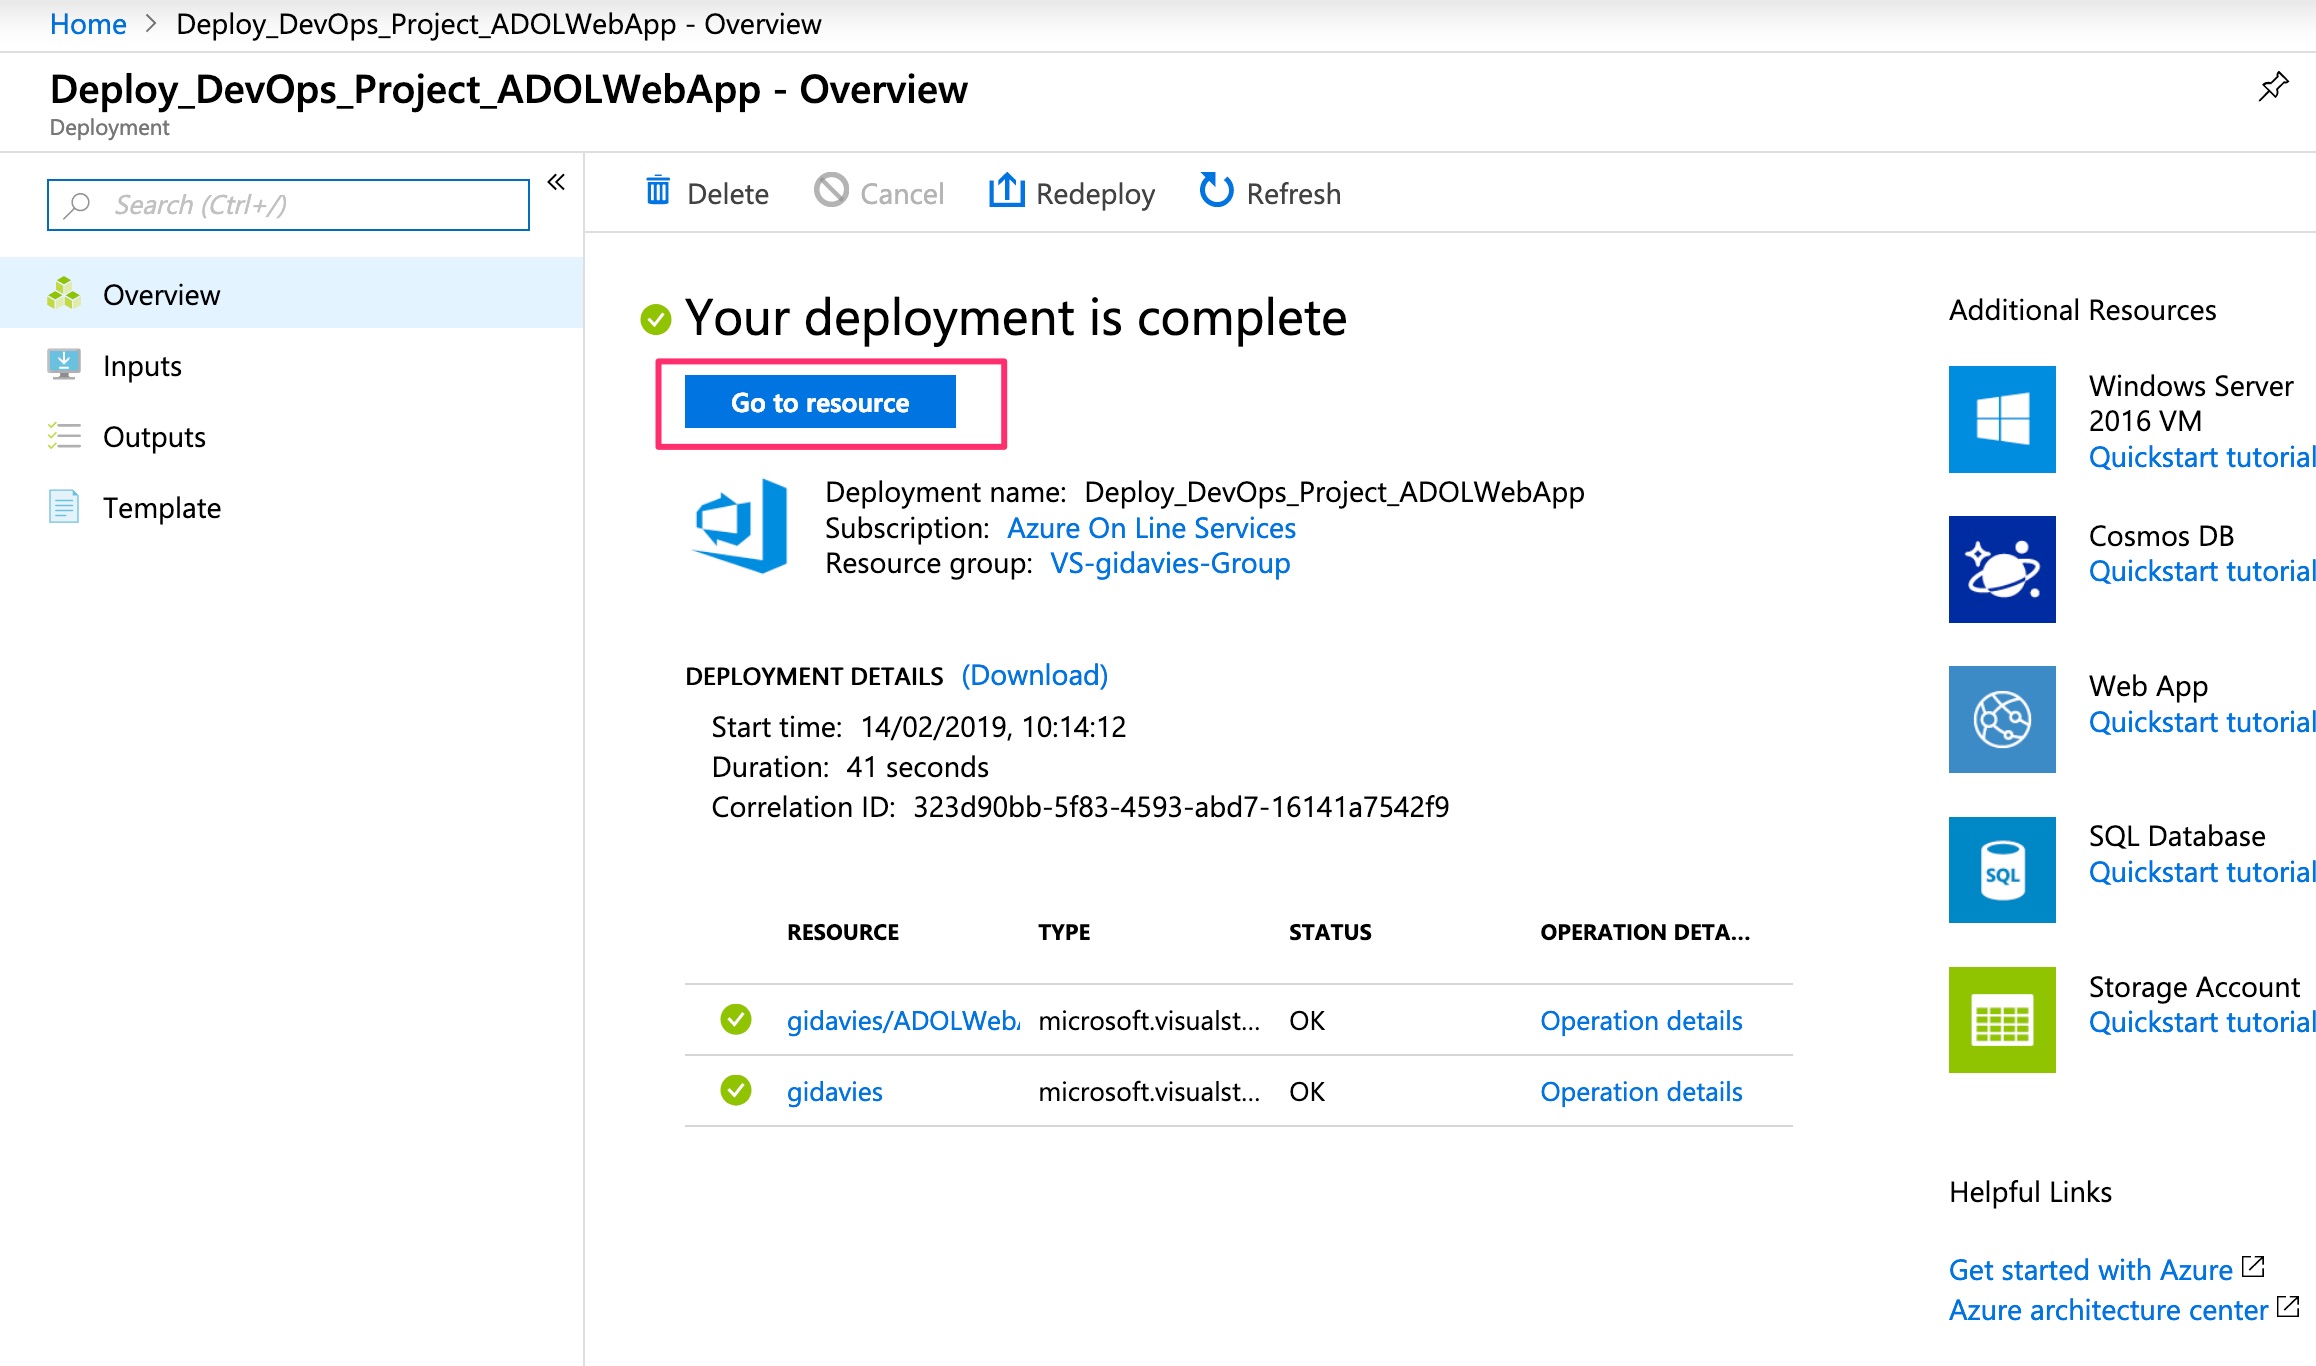 Home > Deploy_DevOps_Project_ADOLWebApp - Overview
Deploy_DevOps_Project_ADOLWebApp - Overview
Deployment
Search (Ctrl+/)
«
Overview
Inputs
Outputs
Template
Delete
Cancel
Redeploy
Refresh
Your deployment is complete
Go to resource
Deployment name: Deploy_DevOps_Project_ADOLWebApp
Subscription: Azure On Line Services
Resource group: VS-gidavies-Group
DEPLOYMENT DETAILS (Download)
Start time: 14/02/2019, 10:14:12
Duration: 41 seconds
Correlation ID: 323d90bb-5f83-4593-abd7-16141a7542f9
RESOURCE TYPE STATUS OPERATION DETA...
gidavies/ADOLWeb microsoft.visualst... OK Operation details
gidavies microsoft.visualst... OK Operation details
Additional Resources
Windows Server
2016 VM
Quickstart tutorial
Cosmos DB
Quickstart tutorial
Web App
Quickstart tutorial
SQL
SQL Database
Quickstart tutorial
Storage Account
Quickstart tutorial
Helpful Links
Get started with Azure
Azure architecture center